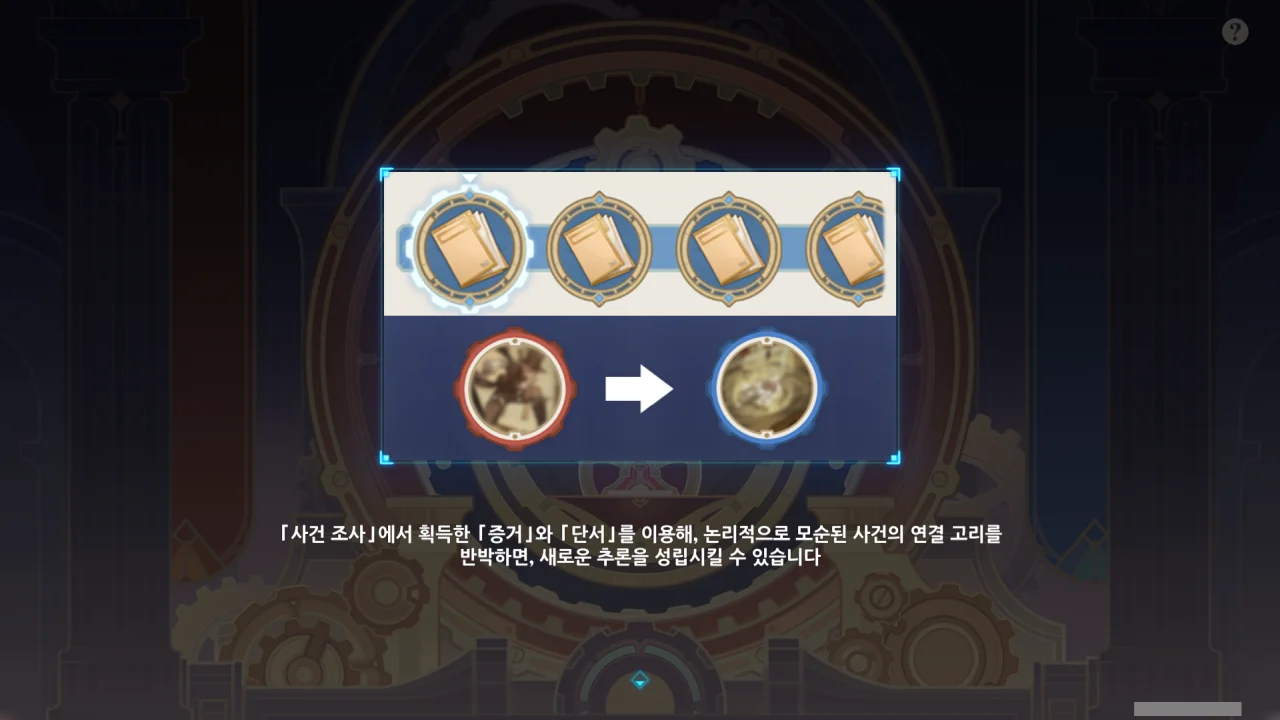 ?
「사건 조사」에서 획득한 「증거」와 「단서」를 이용해, 논리적으로 모순된 사건의 연결 고리를
반박하면, 새로운 추론을 성립시킬 수 있습니다